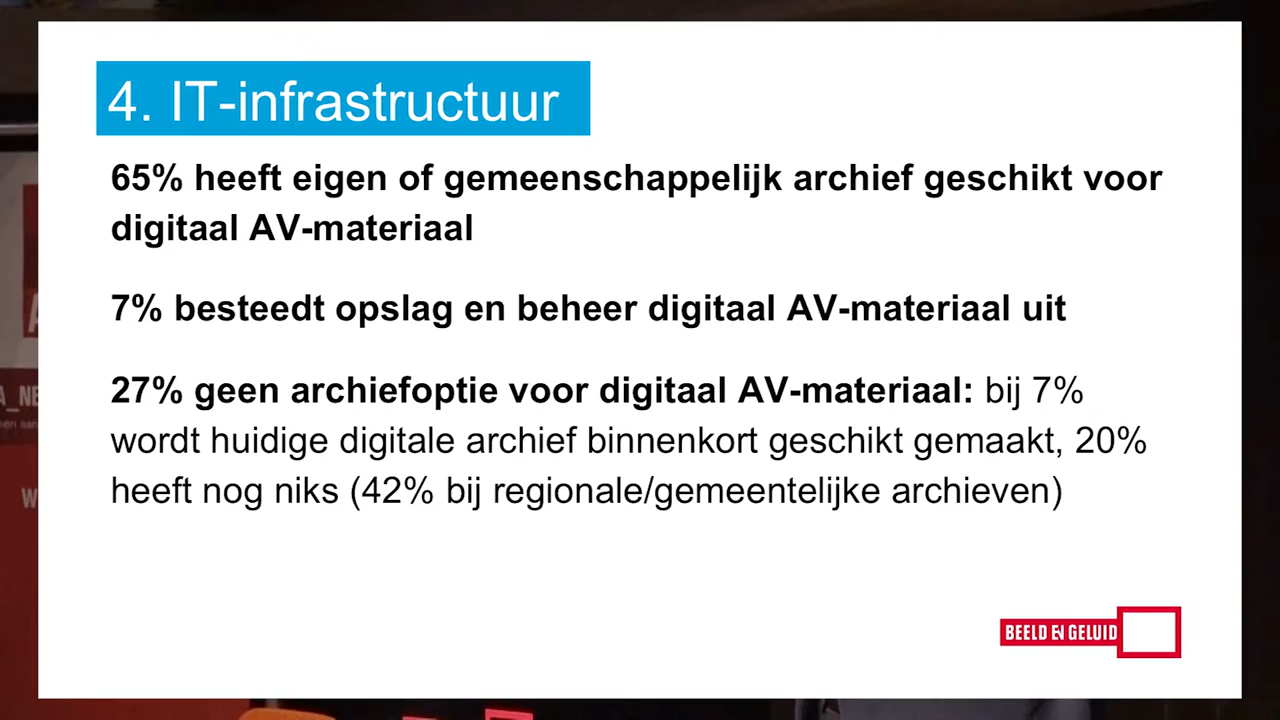 4. IT-infrastructuur
65% heeft eigen of gemeenschappelijk archief geschikt voor
digitaal AV-materiaal
7% besteedt opslag en beheer digitaal AV-materiaal uit
27% geen archiefoptie voor digitaal AV-materiaal: bij 7%
wordt huidige digitale archief binnenkort geschikt gemaakt, 20%
heeft nog niks (42% bij regionale/gemeentelijke archieven)
BEELD EN GELUID